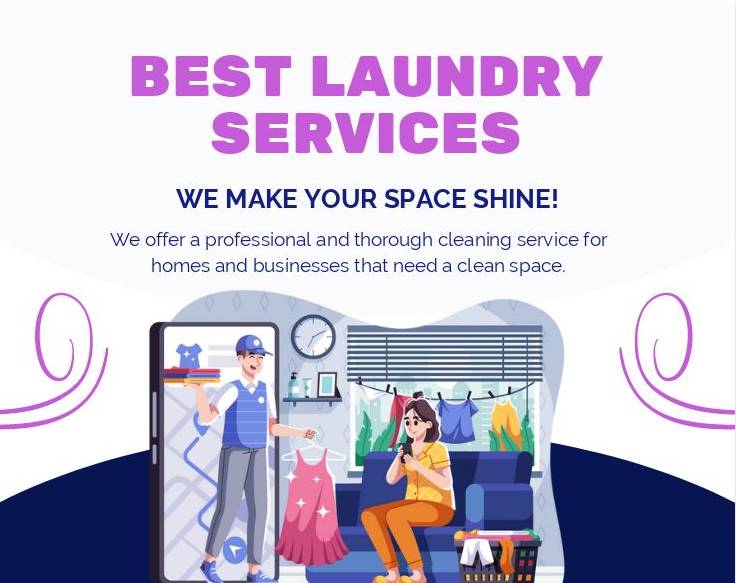 BEST LAUNDRY
SERVICES
WE MAKE YOUR SPACE SHINE!
We offer a professional and thorough cleaning service for
homes and businesses that need a clean space.